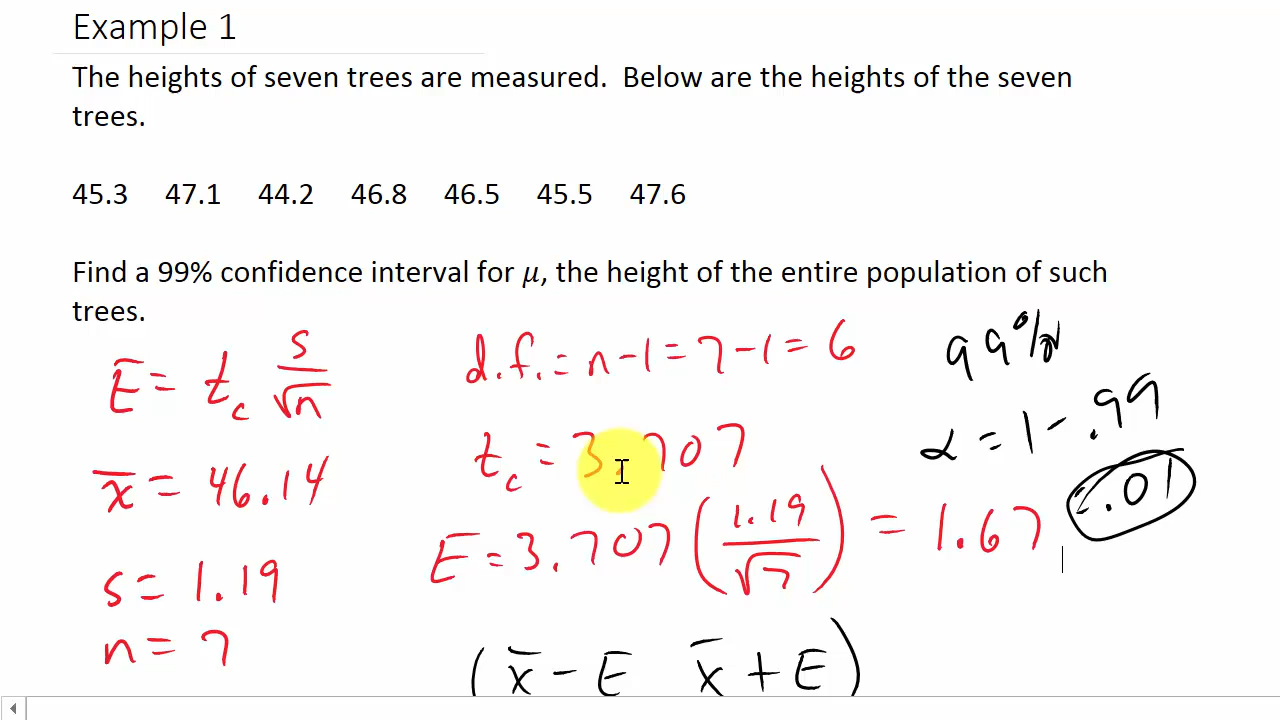 Example 1
The heights of seven trees are measured. Below are the heights of the seven
trees.
45.3 47.1 44.2 46.8 46.5 45.5 47.6
Find a 99% confidence interval for μ, the height of the entire population of such
trees.
E = t_c s/√n
x̄ = 46.14
s = 1.19
n = 7
d.f. = n-1 = 7-1 = 6
t_c = 3.707
E = 3.707 (1.19/√7) = 1.67
(x̄ - E x̄ + E)
99%
α = 1 - .99
= .01